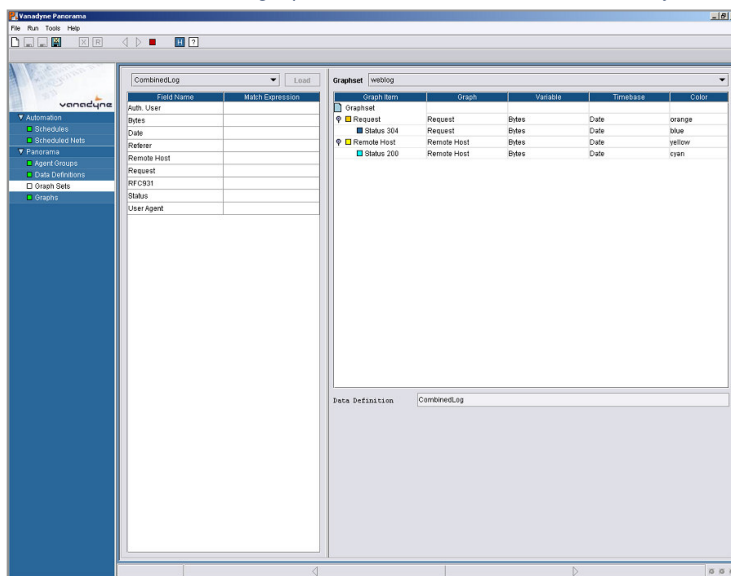 Vanadyne Panorama
File Run Tools Help
X R H ?
vanadyne
Automation
Schedules
Scheduled Nets
Panorama
Agent Groups
Data Definitions
Graph Sets
Graphs
CombinedLog Load
Field Name Match Expression
Auth. User
Bytes
Date
Referer
Remote Host
Request
RFC931
Status
User Agent
Graphset weblog
Graph Item Graph Variable Timebase Color
Graphset
Request Request Bytes Date orange
Status 304 Request Bytes Date blue
Remote Host Remote Host Bytes Date yellow
Status 200 Remote Host Bytes Date cyan
Data Definition CombinedLog